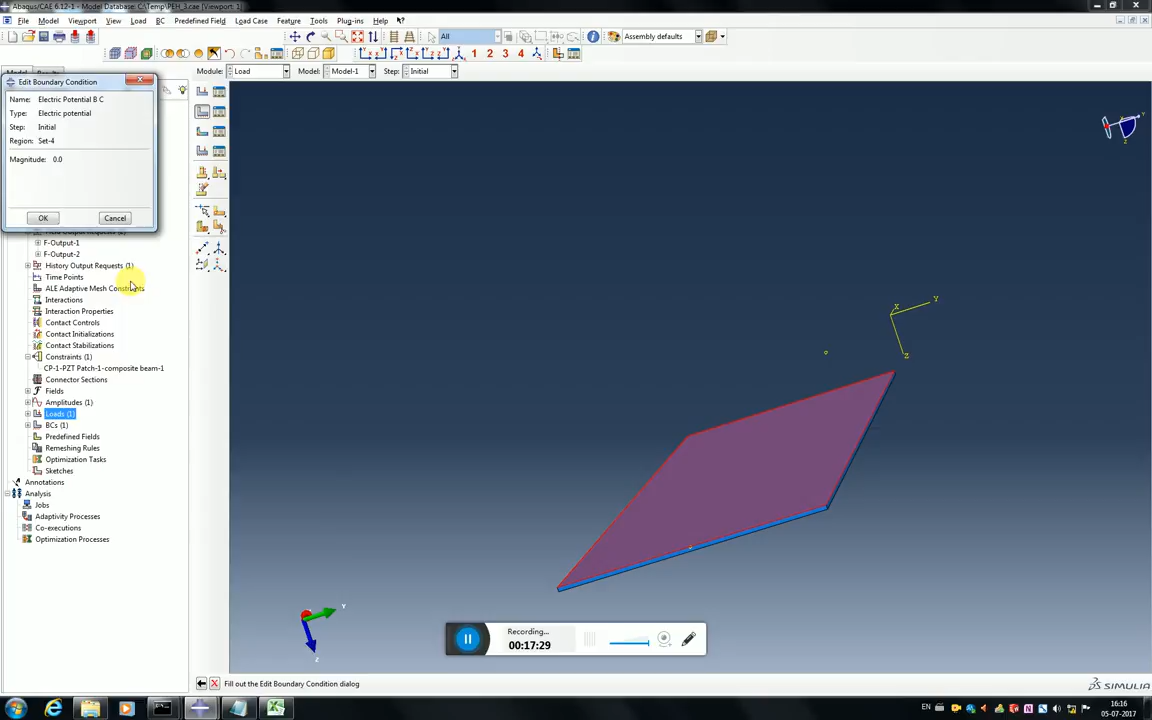 Abaqus/CAE 6.12-1 - Model Database: C:\Temp\PEH_3.cae [Viewport: 1]
File Model Viewport View Load BC Predefined Field Load Case Feature Tools Plug-ins Help
All
1 2 3 4
Assembly defaults
Module: Load Model: Model-1 Step: Initial
Edit Boundary Condition
Name: Electric Potential B C
Type: Electric potential
Step: Initial
Region: Set-4
Magnitude: 0.0
OK Cancel
F-Output-1
F-Output-2
History Output Requests (1)
Time Points
ALE Adaptive Mesh Constraints
Interactions
Interaction Properties
Contact Controls
Contact Initializations
Contact Stabilizations
Constraints (1)
CP-1-PZT Patch-1-composite beam-1
Connector Sections
Fields
Amplitudes (1)
Loads (1)
BCs (1)
Predefined Fields
Remeshing Rules
Optimization Tasks
Sketches
Annotations
Analysis
Jobs
Adaptivity Processes
Co-executions
Optimization Processes
X Y
Z
Y
Z
Y
Z
Recording...
00:17:29
Fill out the Edit Boundary Condition dialog
SIMULIA
EN
16:16
05-07-2017